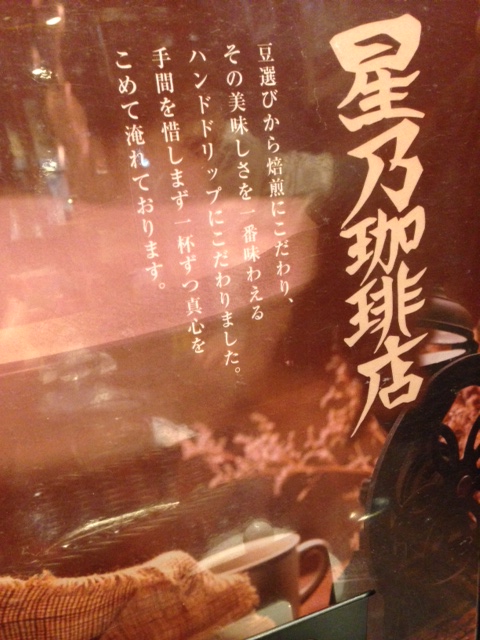 星乃珈琲店
豆選びから焙煎にこだわり、
その美味しさを一番味わえる
ハンドドリップにこだわりました。
手間を惜しまず一杯ずつ真心を
こめて淹れております。